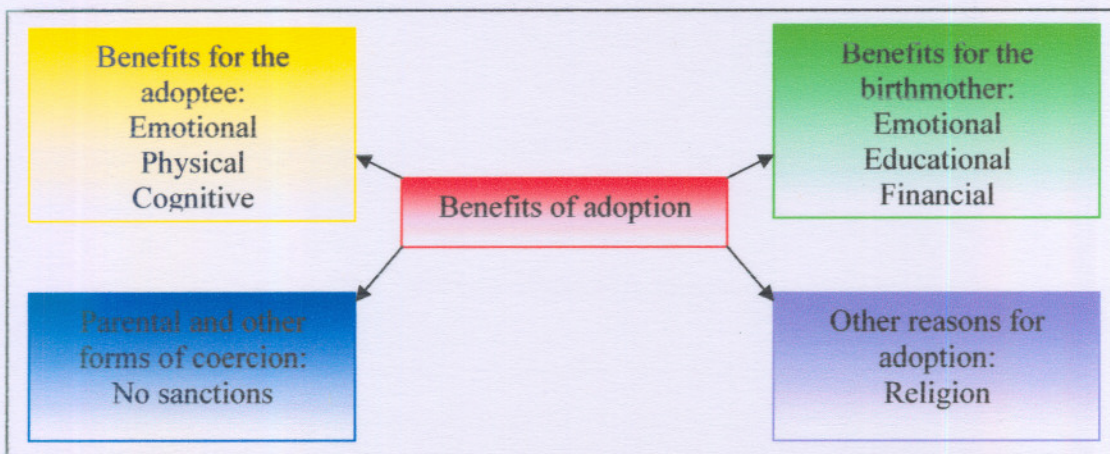 Benefits for the
adoptee:
Emotional
Physical
Cognitive
Benefits for the
birthmother:
Emotional
Educational
Financial
Benefits of adoption
Parental and other
forms of coercion:
No sanctions
Other reasons for
adoption:
Religion